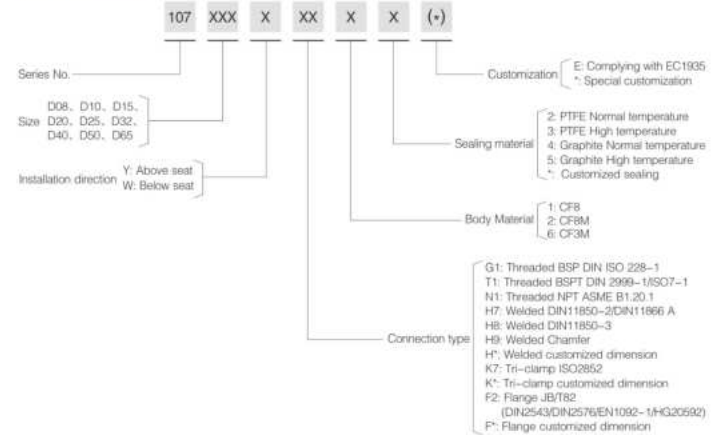 107 XXX X XX X X (*)
Series No.
D08、D10、D15、
Size D20、D25、D32、
D40、D50、D65
Installation direction
Y: Above seat
W: Below seat
Customization
E: Complying with EC1935
*: Special customization
Sealing material
2: PTFE Normal temperature
3: PTFE High temperature
4: Graphite Normal temperature
5: Graphite High temperature
*: Customized sealing
Body Material
1: CF8
2: CF8M
6: CF3M
Connection type
G1: Threaded BSP DIN ISO 228-1
T1: Threaded BSPT DIN 2999-1/ISO7-1
N1: Threaded NPT ASME B1.20.1
H7: Welded DIN11850-2/DIN11866 A
H8: Welded DIN11850-3
H9: Welded Chamfer
H*: Welded customized dimension
K7: Tri-clamp ISO2852
K*: Tri-clamp customized dimension
F2: Flange JB/T82
(DIN2543/DIN2576/EN1092-1/HG20592)
F*: Flange customized dimension